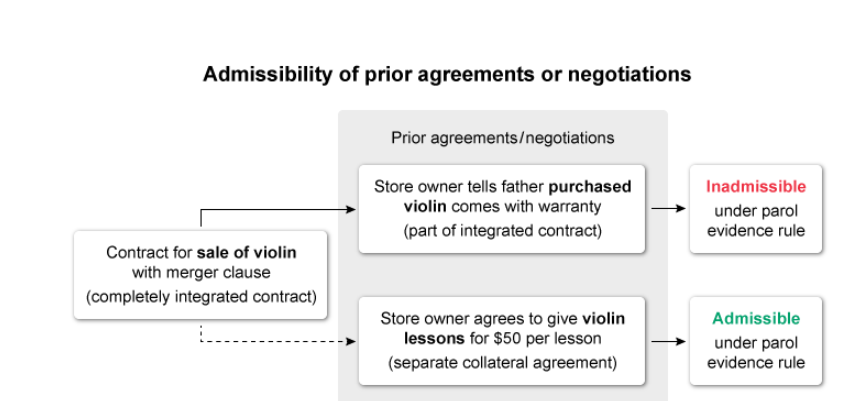 Admissibility of prior agreements or negotiations
Prior agreements/negotiations
Contract for sale of violin
with merger clause
(completely integrated contract)
Store owner tells father purchased
violin comes with warranty
(part of integrated contract)
Inadmissible
under parol
evidence rule
Store owner agrees to give violin
lessons for $50 per lesson
(separate collateral agreement)
Admissible
under parol
evidence rule